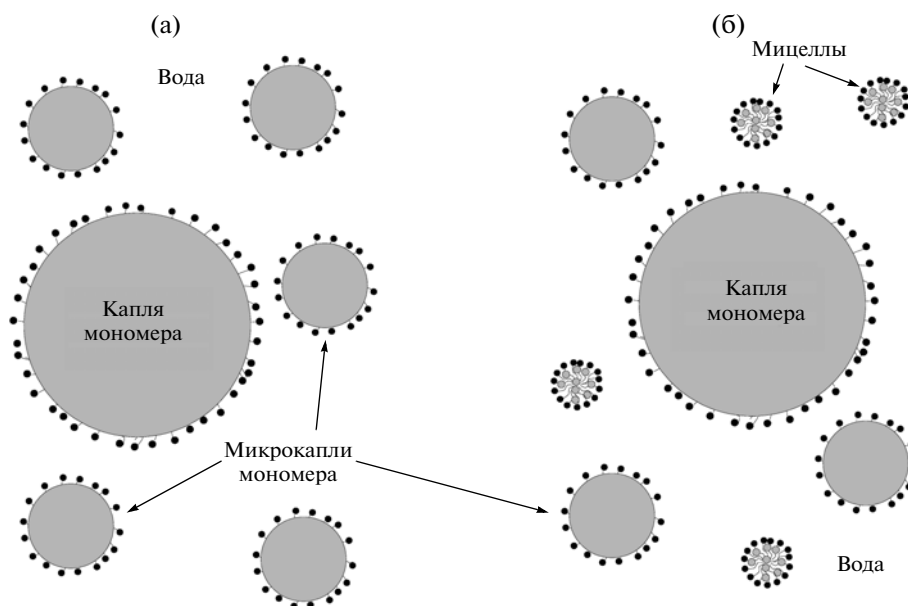 (а)
Вода
Капля
мономера
Микрокапли
мономера
(б)
Мицеллы
Капля
мономера
Вода